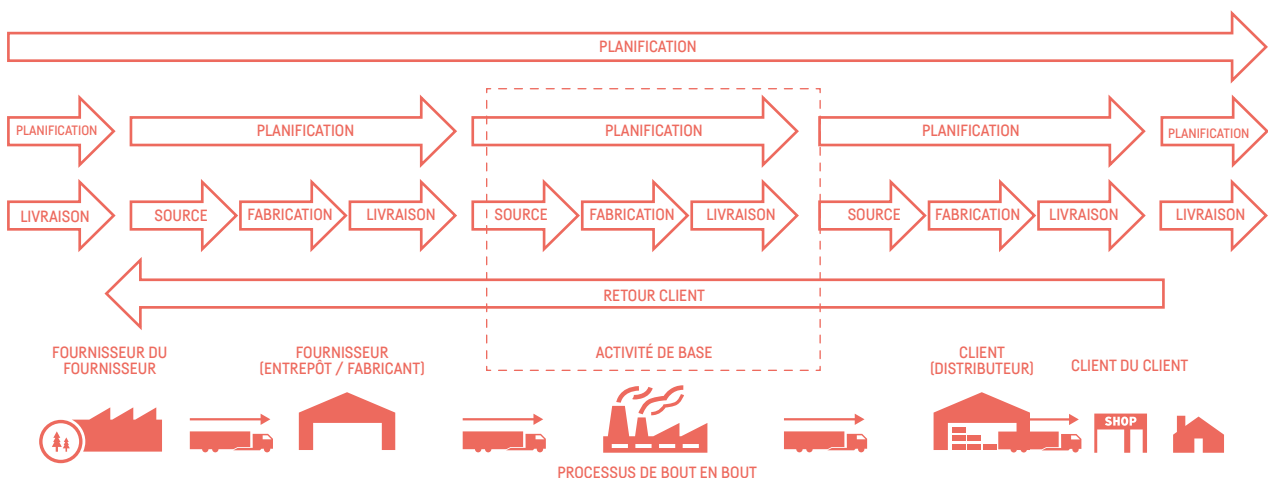 PLANIFICATION
PLANIFICATION
PLANIFICATION
PLANIFICATION
PLANIFICATION
PLANIFICATION
LIVRAISON
SOURCE
FABRICATION
LIVRAISON
SOURCE
FABRICATION
LIVRAISON
SOURCE
FABRICATION
LIVRAISON
LIVRAISON
RETOUR CLIENT
FOURNISSEUR DU
FOURNISSEUR
FOURNISSEUR
(ENTREPÔT / FABRICANT)
ACTIVITÉ DE BASE
CLIENT
(DISTRIBUTEUR)
CLIENT DU CLIENT
SHOP
PROCESSUS DE BOUT EN BOUT